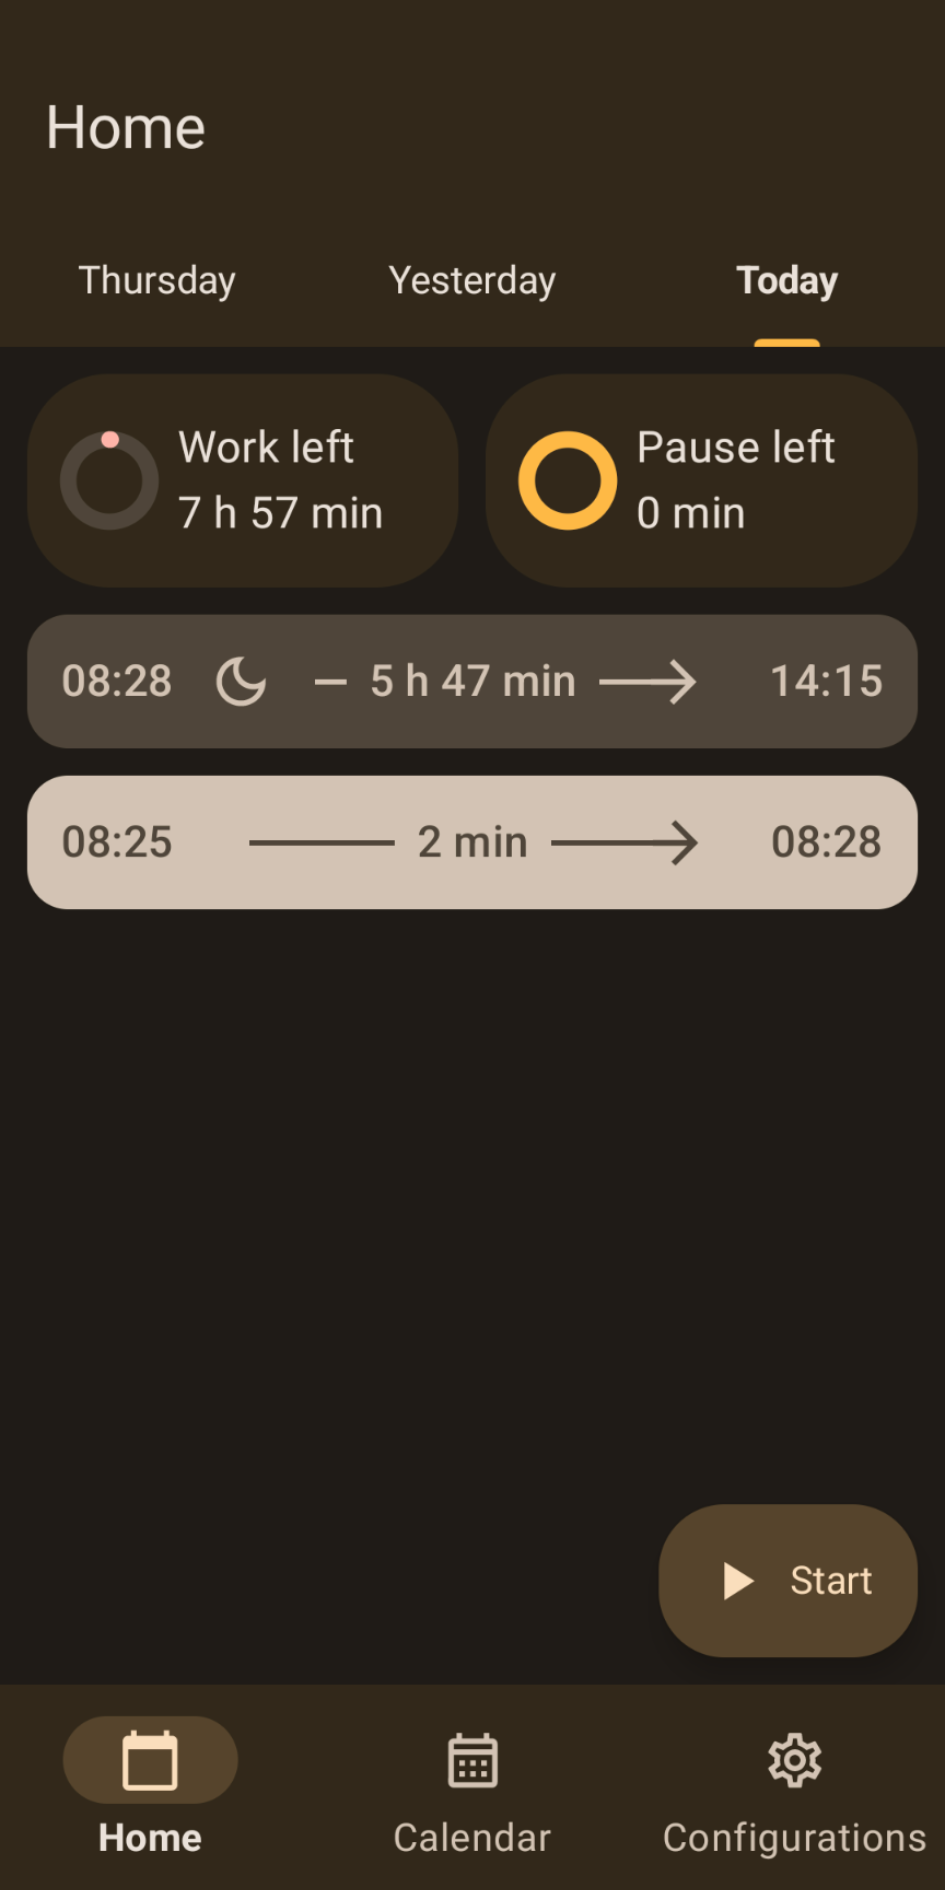 Home
Thursday Yesterday Today
Work left
7 h 57 min
Pause left
0 min
08:28 5 h 47 min 14:15
08:25 2 min 08:28
Start
Home Calendar Configurations